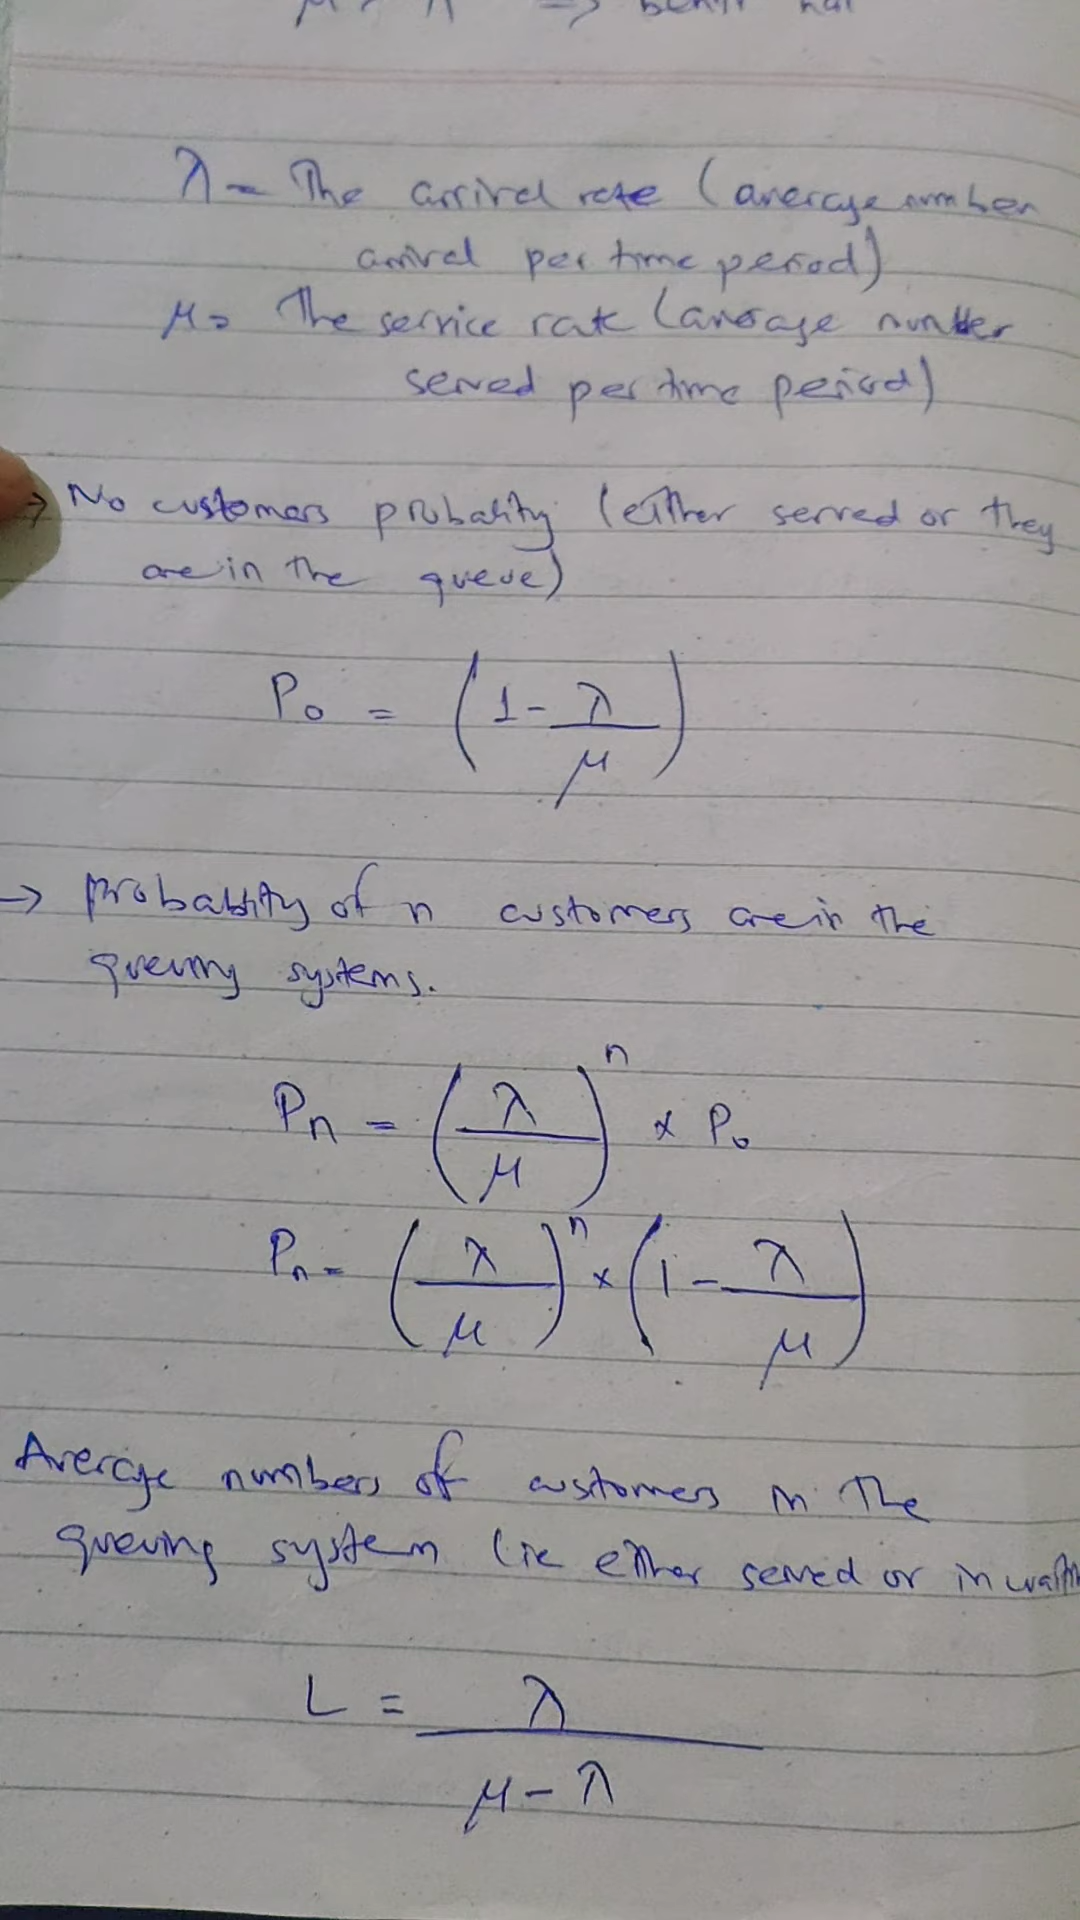 λ = The arrival rate (average number
arrival per time period)
μ = The service rate (average number
served per time period)
→ No customers probality (either served or they
are in the queue)
P₀ = (1 - λ/μ)
→ probability of n customers are in the
queuing systems.
Pn = (λ/μ)ⁿ × P₀
Pn = (λ/μ)ⁿ × (1 - λ/μ)
Average numbers of customers in the
queuing system (ie either served or in
L = λ/(μ - λ)